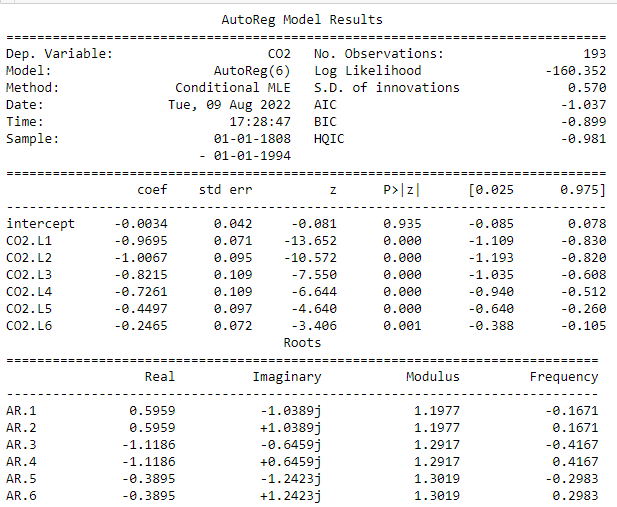 AutoReg Model Results
==============================================================================
Dep. Variable:                    CO2   No. Observations:                  193
Model:                     AutoReg(6)   Log Likelihood                -160.352
Method:               Conditional MLE   S.D. of innovations              0.570
Date:                Tue, 09 Aug 2022   AIC                             -1.037
Time:                        17:28:47   BIC                             -0.899
Sample:                    01-01-1808   HQIC                            -0.981
                         - 01-01-1994
==============================================================================
                 coef    std err          z      P>|z|      [0.025      0.975]
------------------------------------------------------------------------------
intercept     -0.0034      0.042     -0.081      0.935      -0.085       0.078
CO2.L1        -0.9695      0.071    -13.652      0.000      -1.109      -0.830
CO2.L2        -1.0067      0.095    -10.572      0.000      -1.193      -0.820
CO2.L3        -0.8215      0.109     -7.550      0.000      -1.035      -0.608
CO2.L4        -0.7261      0.109     -6.644      0.000      -0.940      -0.512
CO2.L5        -0.4497      0.097     -4.640      0.000      -0.640      -0.260
CO2.L6        -0.2465      0.072     -3.406      0.001      -0.388      -0.105
                                    Roots
=============================================================================
                  Real          Imaginary           Modulus         Frequency
-----------------------------------------------------------------------------
AR.1            0.5959           -1.0389j            1.1977           -0.1671
AR.2            0.5959           +1.0389j            1.1977            0.1671
AR.3           -1.1186           -0.6459j            1.2917           -0.4167
AR.4           -1.1186           +0.6459j            1.2917            0.4167
AR.5           -0.3895           -1.2423j            1.3019           -0.2983
AR.6           -0.3895           +1.2423j            1.3019            0.2983
-----------------------------------------------------------------------------